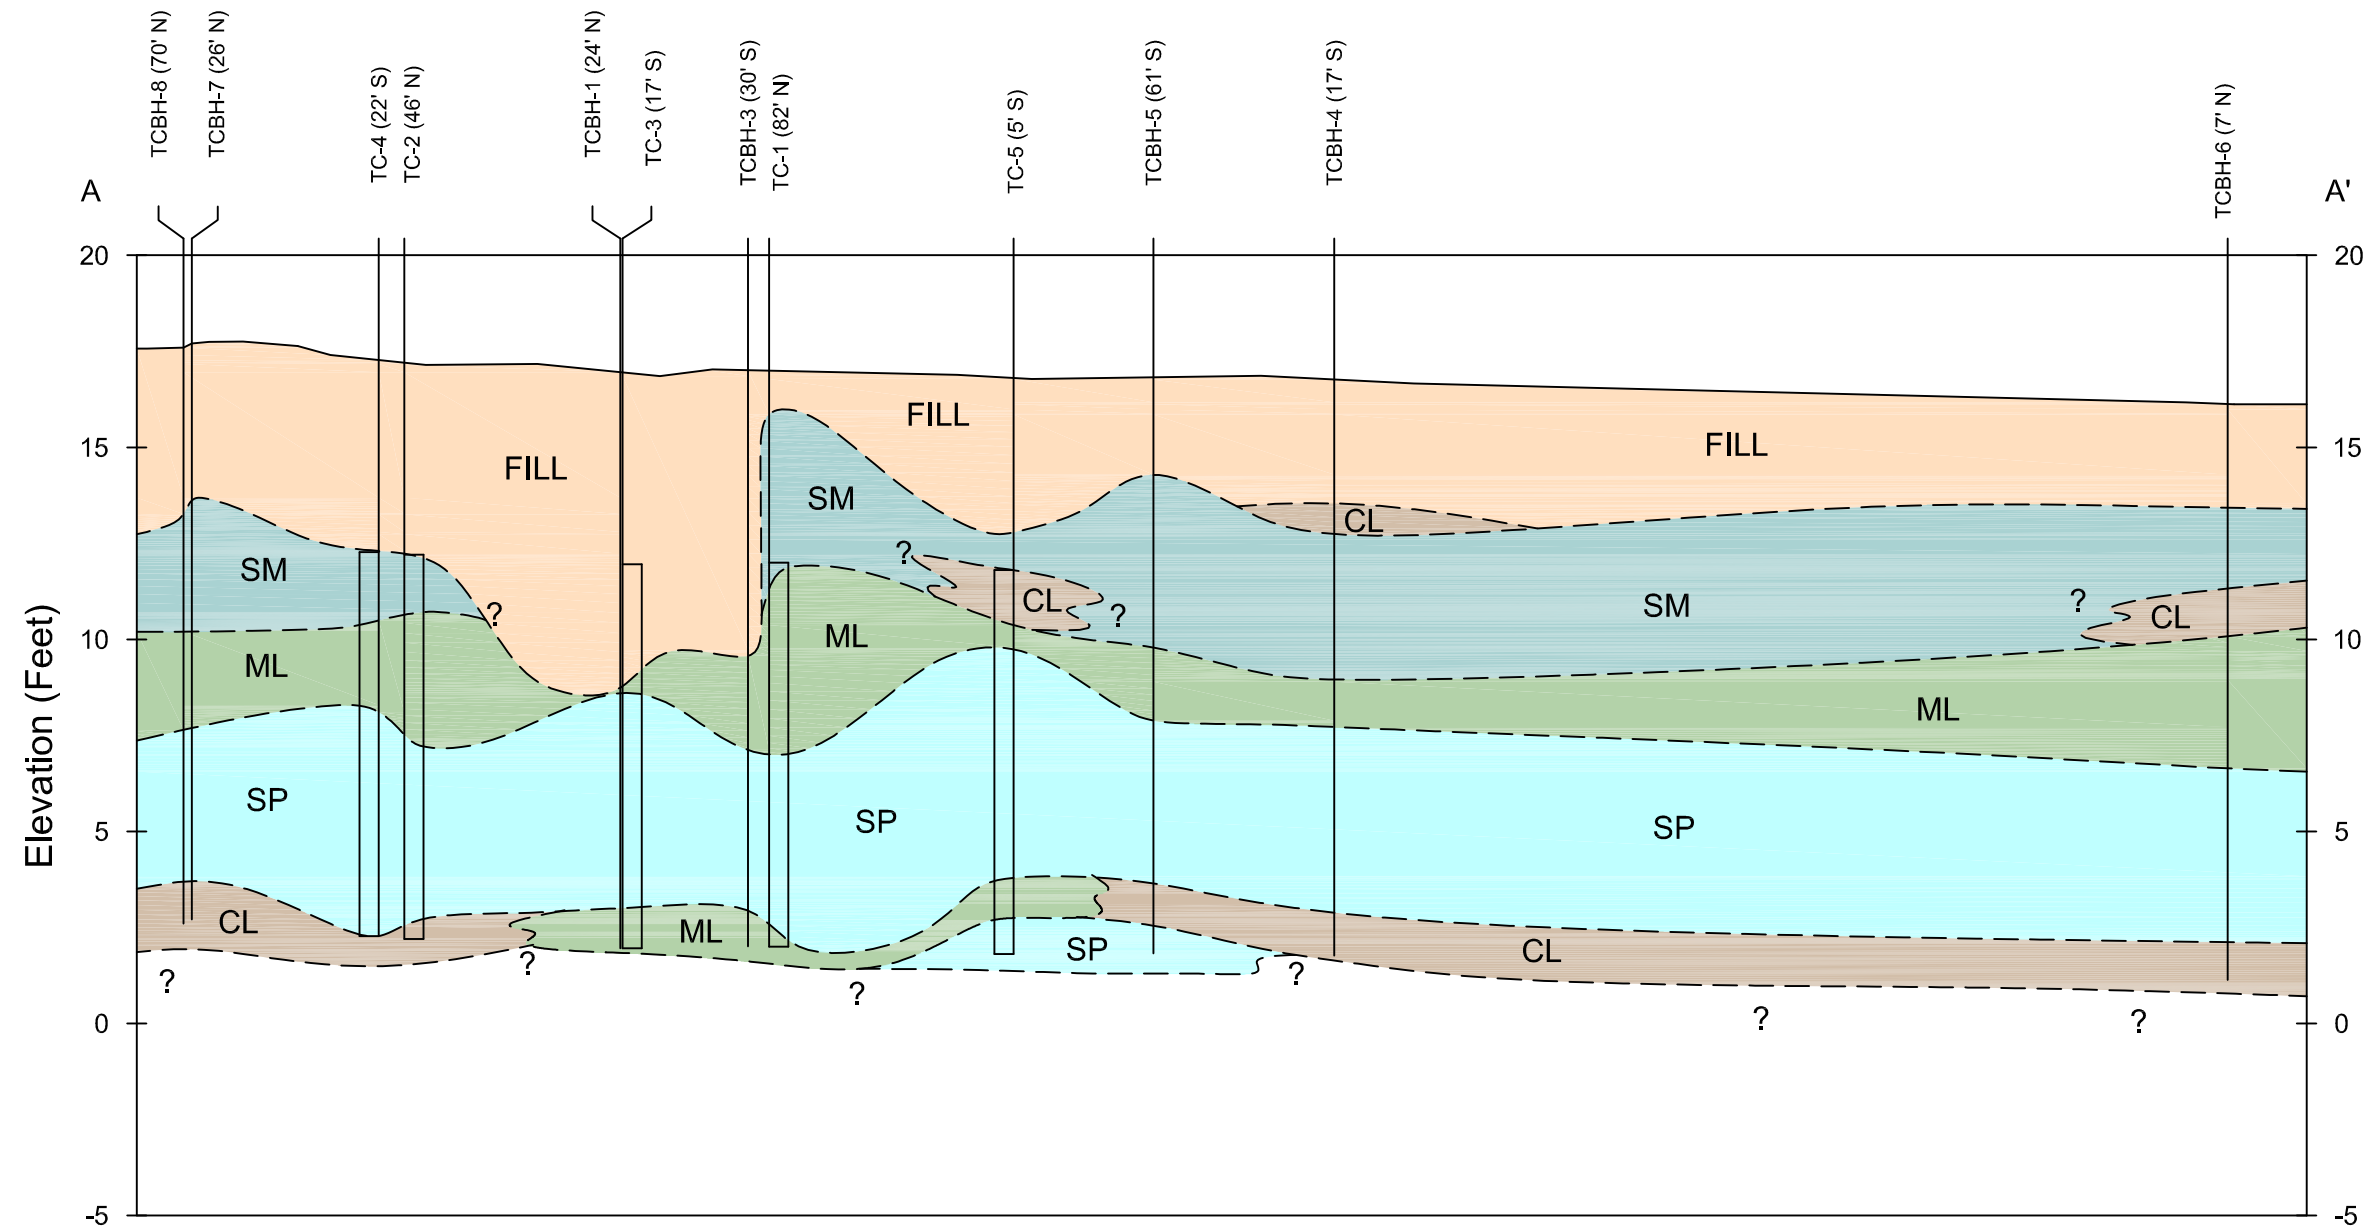 TCBH-8 (70' N)
TCBH-7 (26' N)
TC-4 (22' S)
TC-2 (46' N)
TCBH-1 (24' N)
TC-3 (17' S)
TCBH-3 (30' S)
TC-1 (82' N)
TC-5 (5' S)
TCBH-5 (61' S)
TCBH-4 (17' S)
TCBH-6 (7' N)
A
A'
20
20
FILL
FILL
15
15
FILL
SM
CL
?
SM
CL
?
SM
?
CL
?
?
CL
10
10
ML
ML
ML
SP
SP
SP
5
5
CL
ML
SP
CL
?
?
?
?
?
?
0
0
-5
-5
Elevation (Feet)